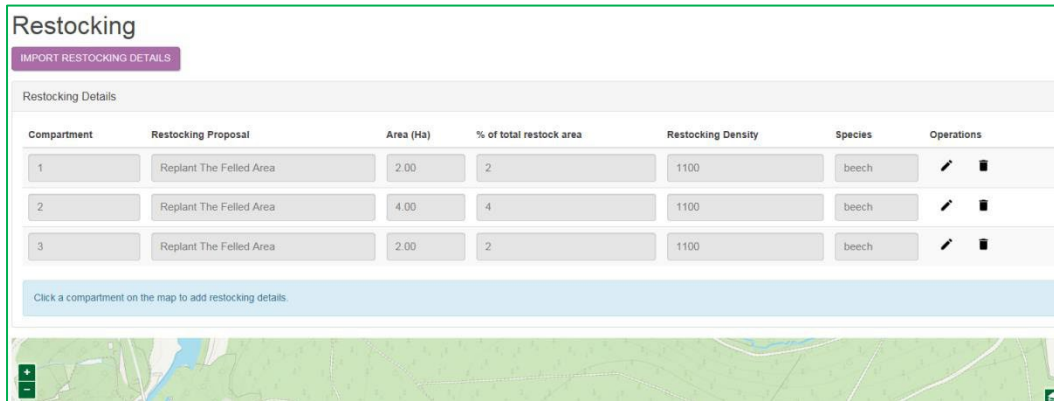 Restocking
IMPORT RESTOCKING DETAILS
Restocking Details
Compartment Restocking Proposal Area (Ha) % of total restock area Restocking Density Species Operations
1 Replant The Felled Area 2.00 2 1100 beech
2 Replant The Felled Area 4.00 4 1100 beech
3 Replant The Felled Area 2.00 2 1100 beech
Click a compartment on the map to add restocking details.
+
−